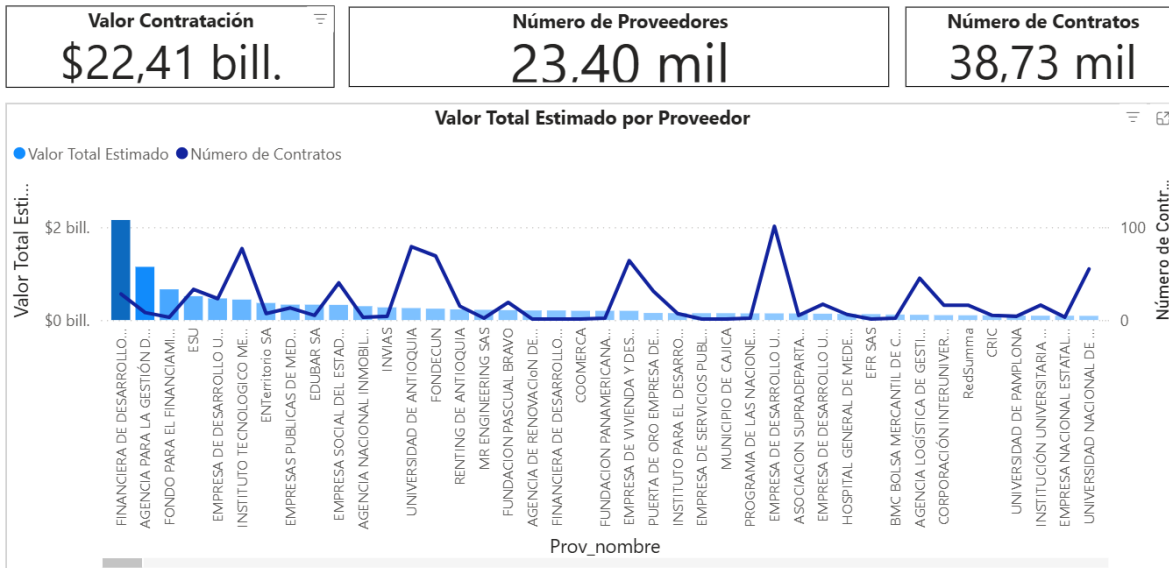 Valor Contratación
$22,41 bill.
Número de Proveedores
23,40 mil
Número de Contratos
38,73 mil
Valor Total Estimado por Proveedor
Valor Total Estimado
Número de Contratos
Valor Total Esti...
$2 bill.
$0 bill.
100
0
Número de Contr...
FINANCIERA DE DESARROLLO...
AGENCIA PARA LA GESTIÓN D...
FONDO PARA EL FINANCIAMI...
ESU
EMPRESA DE DESARROLLO U...
INSTITUTO TECNOLOGICO ME...
ENTerritorio SA
EMPRESAS PUBLICAS DE MED...
EDUBAR SA
EMPRESA SOCIAL DEL ESTAD...
AGENCIA NACIONAL INMOBIL...
INVIAS
UNIVERSIDAD DE ANTIOQUIA
FONDECUN
RENTING DE ANTIOQUIA
MR ENGINEERING SAS
FUNDACION PASCUAL BRAVO
AGENCIA DE RENOVACIoN DE...
FINANCIERA DE DESARROLLO...
COOMERCA
FUNDACION PANAMERICANA...
EMPRESA DE VIVIENDA Y DES...
PUERTA DE ORO EMPRESA DE...
INSTITUTO PARA EL DESARRO...
EMPRESA DE SERVICIOS PUBL...
MUNICIPIO DE CAJICA
PROGRAMA DE LAS NACIONE...
EMPRESA DE DESARROLLO U...
ASOCIACION SUPRADEPARTA...
EMPRESA DE DESARROLLO U...
HOSPITAL GENERAL DE MEDE...
EFR SAS
BMC BOLSA MERCANTIL DE C...
AGENCIA LOGÍSTICA DE GESTI...
CORPORACIÓN INTERUNIVER...
RedSumma
CRIC
UNIVERSIDAD DE PAMPLONA
INSTITUCIÓN UNIVERSITARIA ...
EMPRESA NACIONAL ESTATAL...
UNIVERSIDAD NACIONAL DE...
Prov_nombre